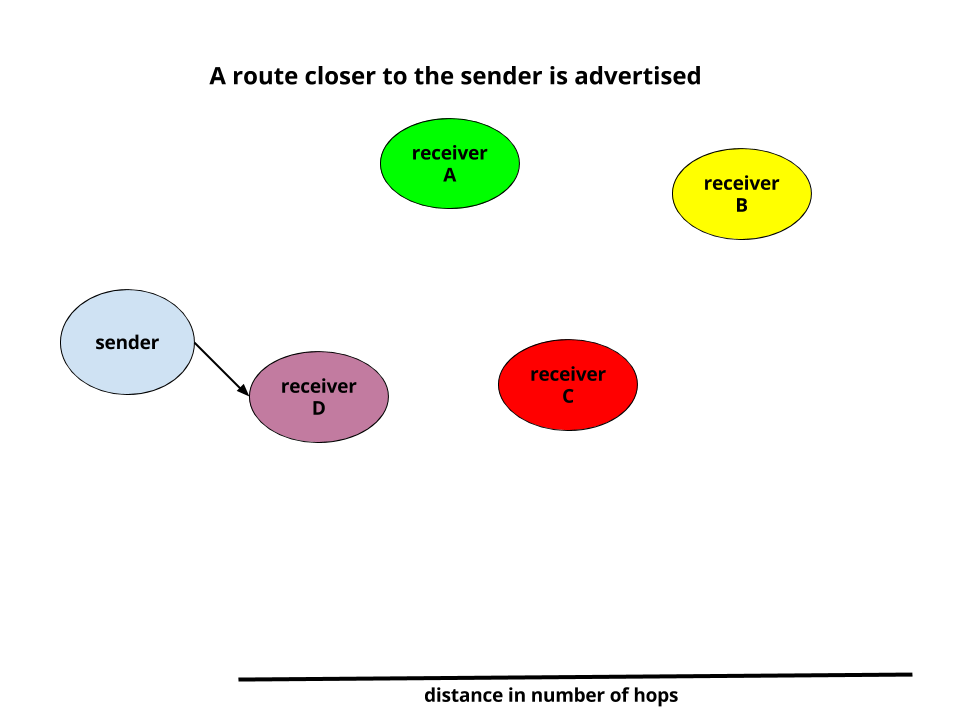 A route closer to the sender is advertised
receiver
A
receiver
B
sender
receiver
D
receiver
C
distance in number of hops